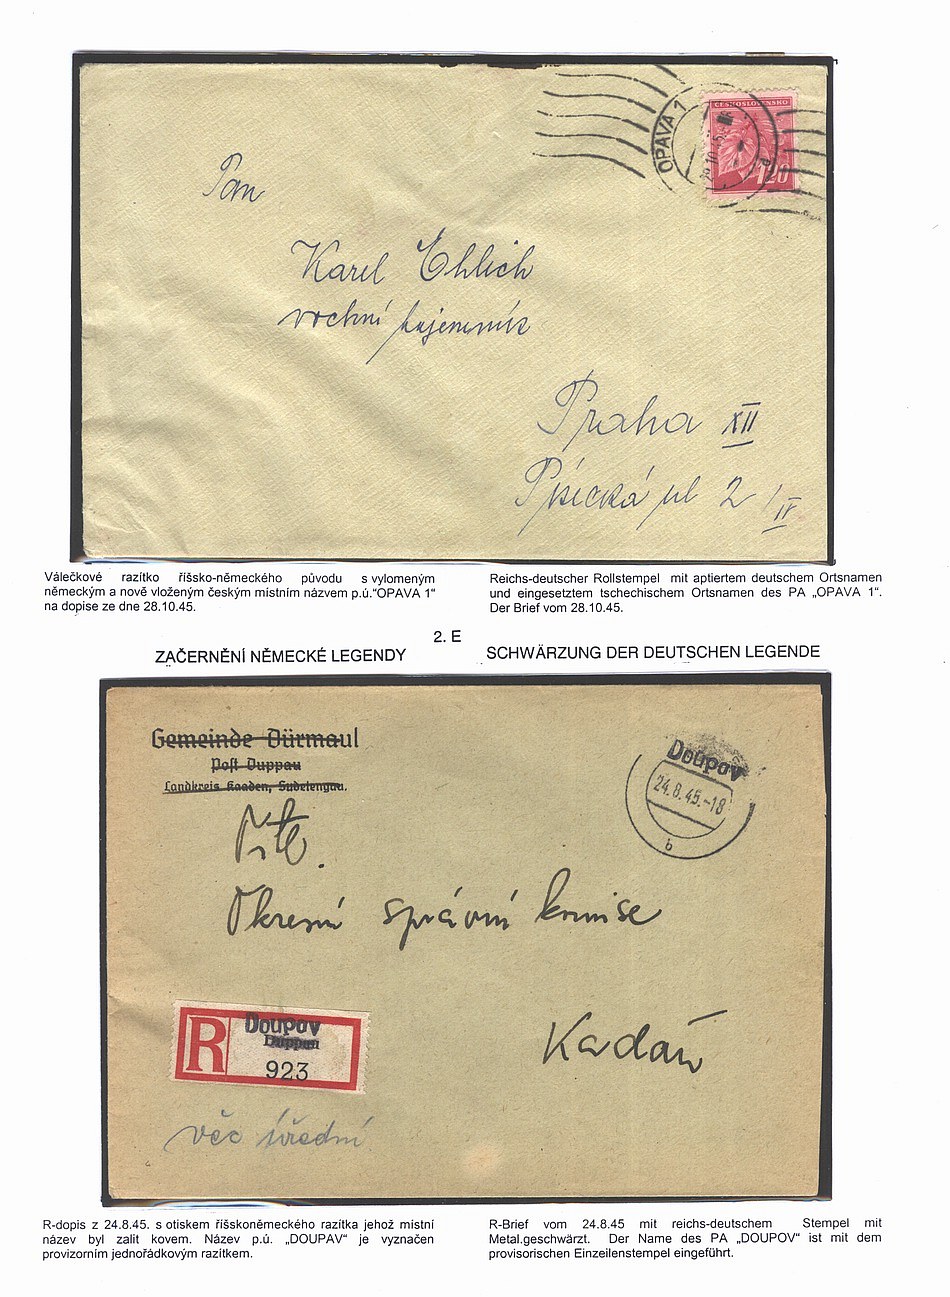 OPAVA 1
ČESKOSLOVENSKO
1.20
Pan
Karel Ehlich
vrchní tajemník
Praha XII
Písecká ul 2/IV
Válečkové razítko říšsko-německého původu s vylomeným
německým a nově vloženým českým místním názvem p.ú."OPAVA 1"
na dopise ze dne 28.10.45.
Reichs-deutscher Rollstempel mit aptiertem deutschem Ortsnamen
und eingesetztem tschechischem Ortsnamen des PA „OPAVA 1“.
Der Brief vom 28.10.45.
2. E
ZAČERNĚNÍ NĚMECKÉ LEGENDY
SCHWÄRZUNG DER DEUTSCHEN LEGENDE
Gemeinde Dürmaul
Post Duppau
Landkreis Kaaden, Sudetengau.
Doupov
24.8.45.-18
b
Okresní správní komise
R
Doupov
Duppau
923
Kadaň
věc úřední
R-dopis z 24.8.45. s otiskem říšskoněmeckého razítka jehož místní
název byl zalit kovem. Název p.ú. „DOUPAV“ je vyznačen
provizorním jednořádkovým razítkem.
R-Brief vom 24.8.45 mit reichs-deutschem Stempel mit
Metal.geschwärzt. Der Name des PA „DOUPOV“ ist mit dem
provisorischen Einzeilenstempel eingeführt.